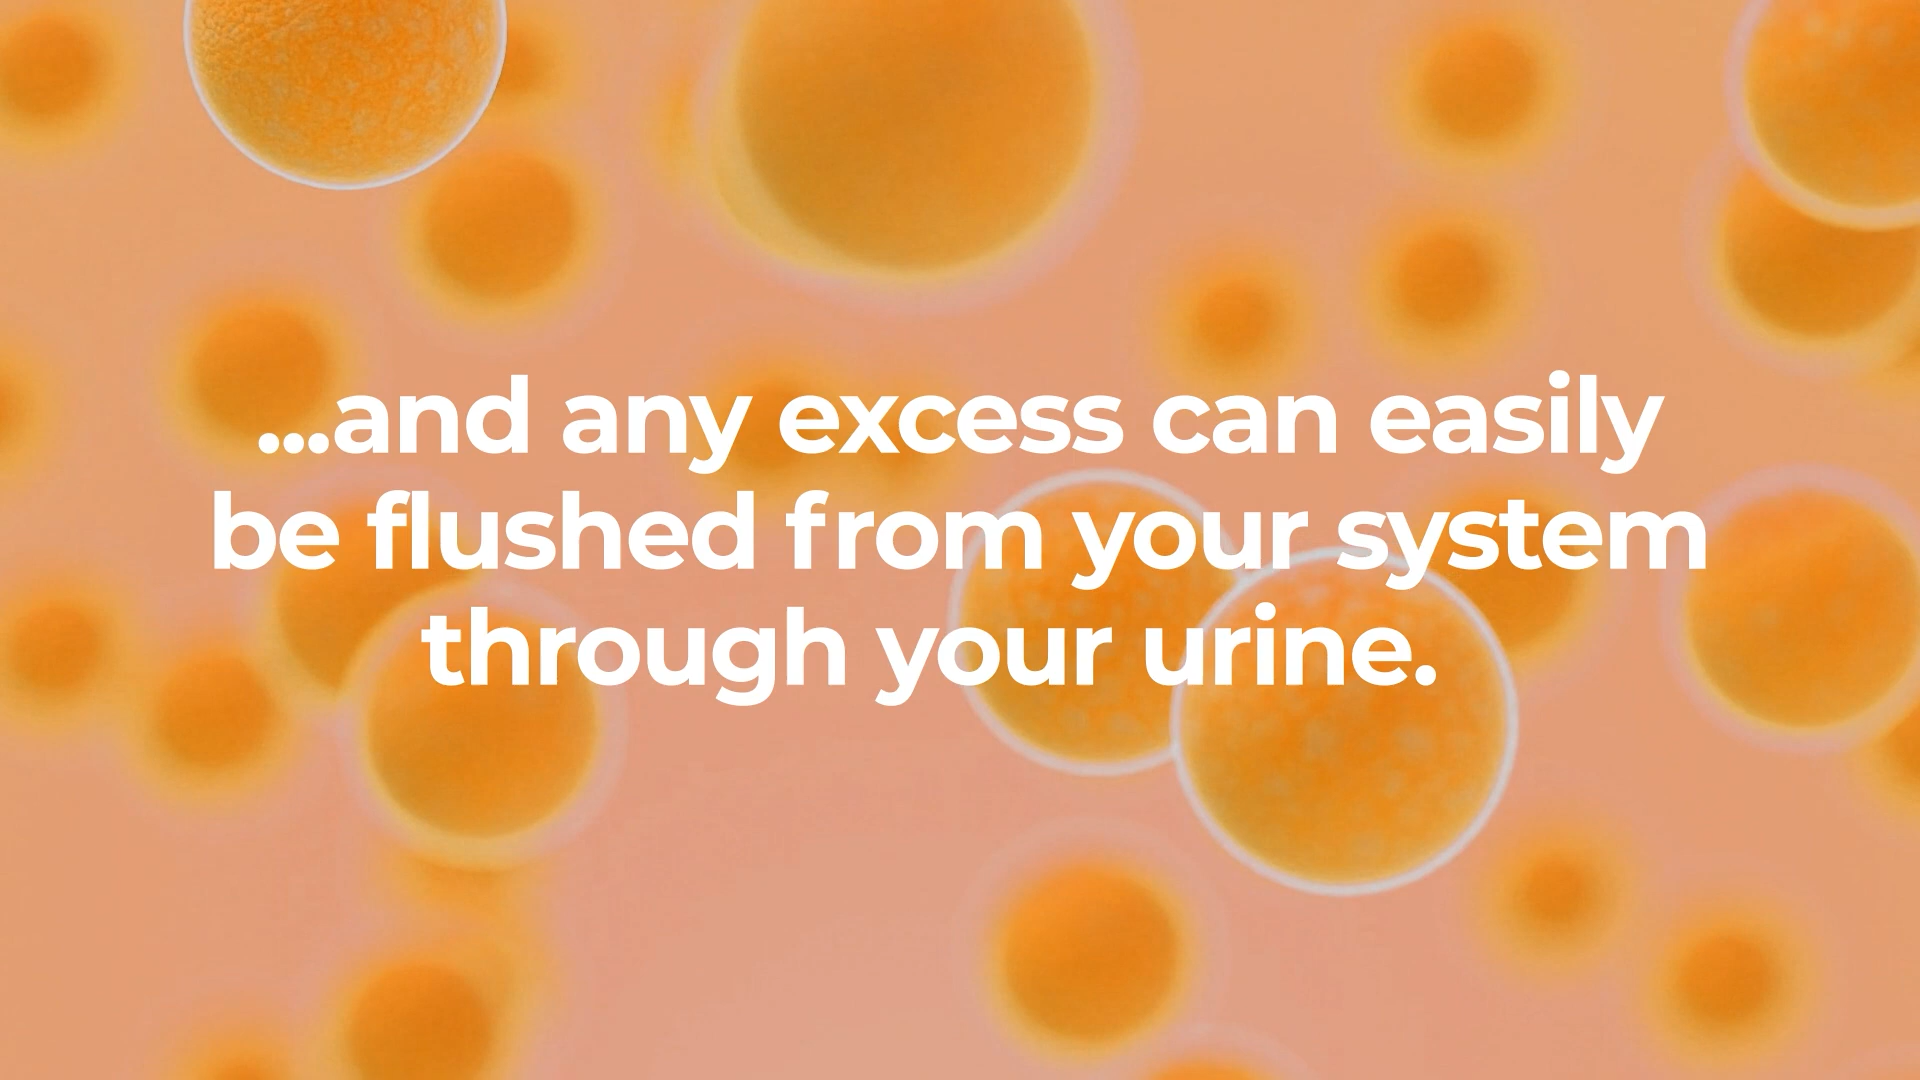 ...and any excess can easily
be flushed from your system
through your urine.